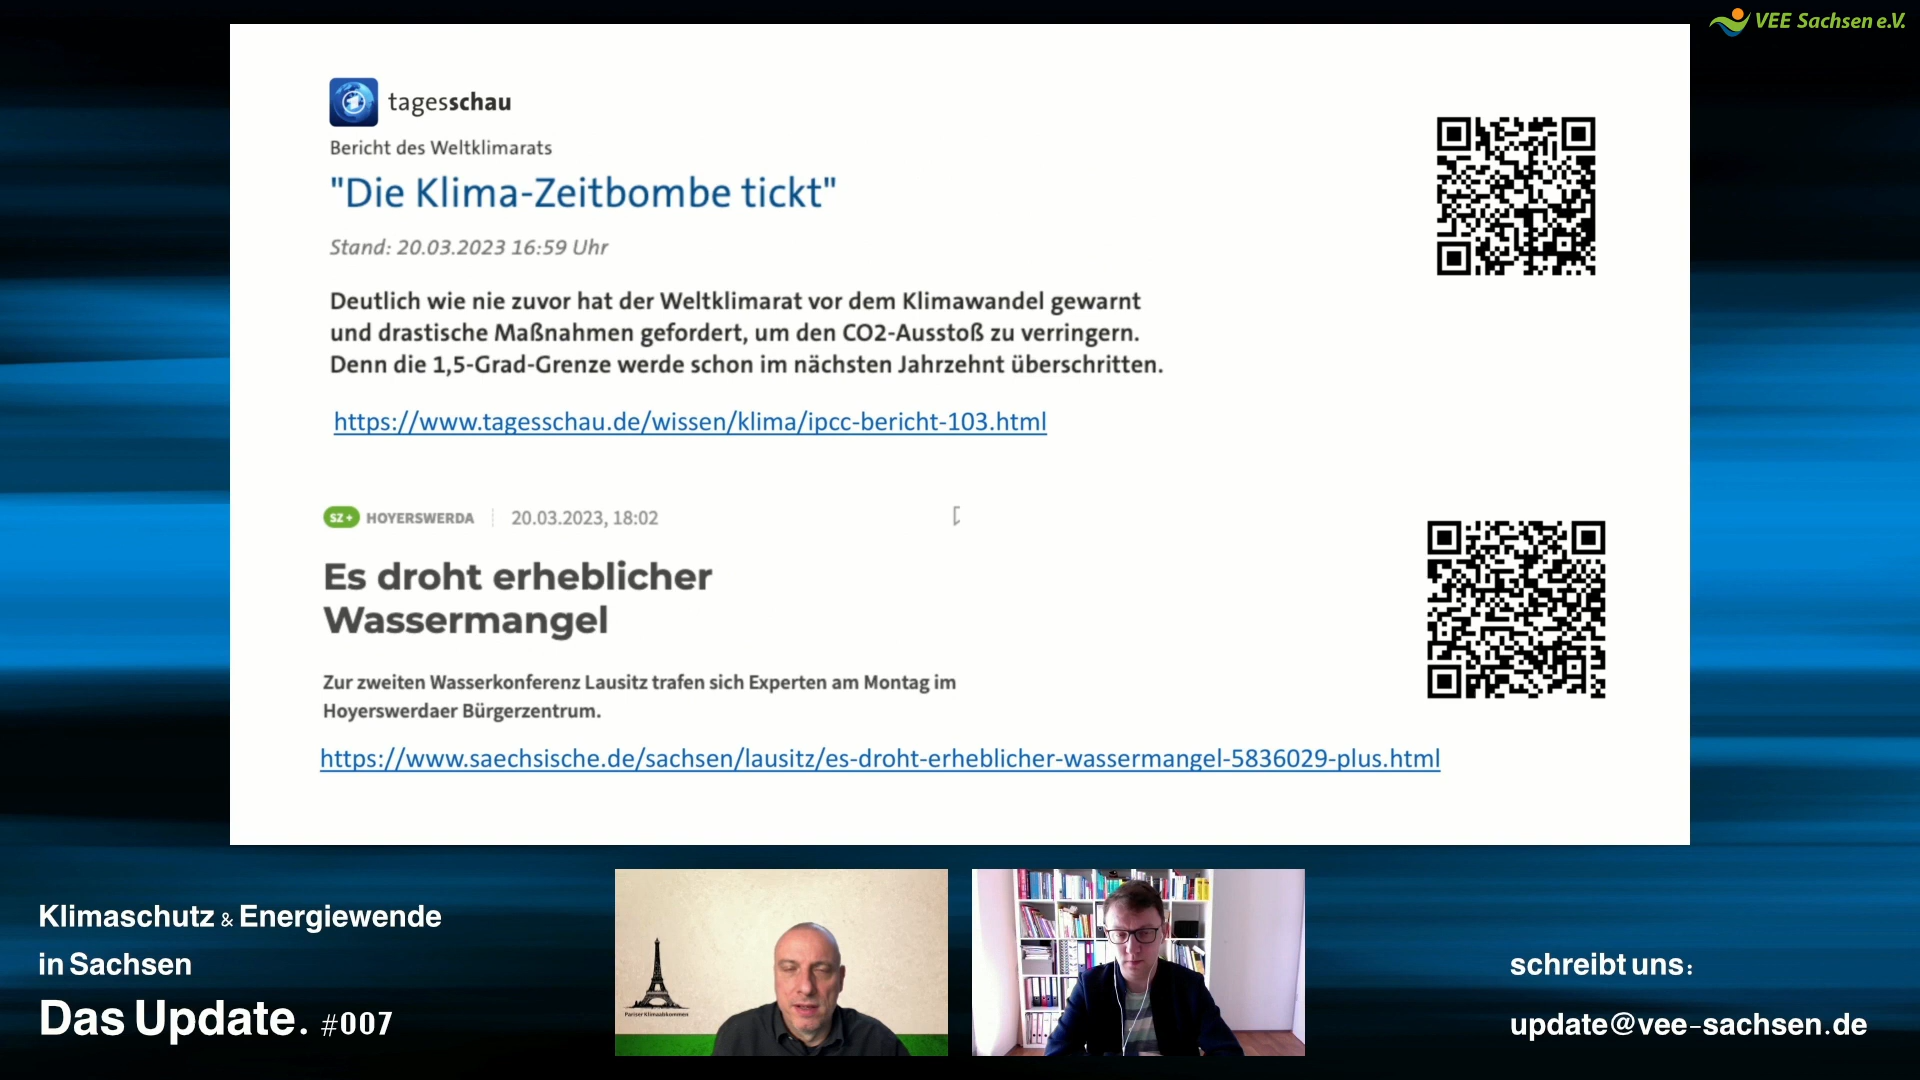 VEE Sachsen e.V.
tagesschau
Bericht des Weltklimarats
"Die Klima-Zeitbombe tickt"
Stand: 20.03.2023 16:59 Uhr
Deutlich wie nie zuvor hat der Weltklimarat vor dem Klimawandel gewarnt
und drastische Maßnahmen gefordert, um den CO2-Ausstoß zu verringern.
Denn die 1,5-Grad-Grenze werde schon im nächsten Jahrzehnt überschritten.
https://www.tagesschau.de/wissen/klima/ipcc-bericht-103.html
SZ+ HOYERSWERDA 20.03.2023, 18:02
Es droht erheblicher
Wassermangel
Zur zweiten Wasserkonferenz Lausitz trafen sich Experten am Montag im
Hoyerswerdaer Bürgerzentrum.
https://www.saechsische.de/sachsen/lausitz/es-droht-erheblicher-wassermangel-5836029-plus.html
Klimaschutz & Energiewende
in Sachsen
Das Update. #007
Pariser Klimaabkommen
schreibt uns:
update@vee-sachsen.de